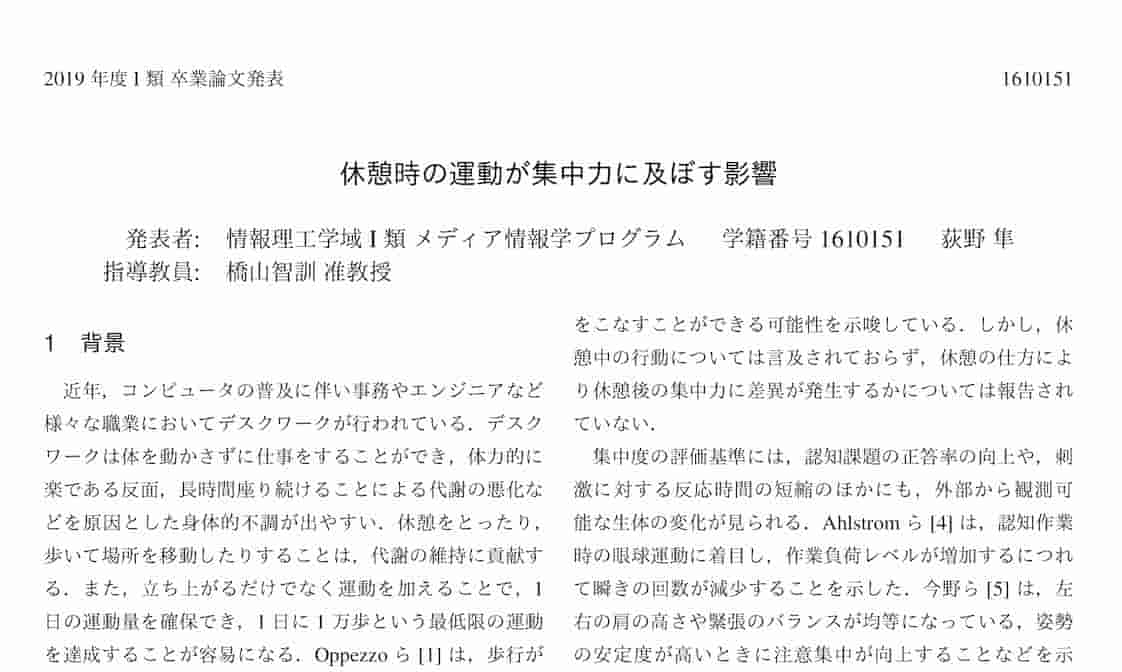 2019 年度 I 類 卒業論文発表
1610151
休憩時の運動が集中力に及ぼす影響
発表者: 情報理工学域 I 類 メディア情報学プログラム 学籍番号 1610151 荻野 隼
指導教員: 橋山智訓 准教授
1 背景
近年，コンピュータの普及に伴い事務やエンジニアなど
様々な職業においてデスクワークが行われている．デスク
ワークは体を動かさずに仕事をすることができ，体力的に
楽である反面，長時間座り続けることによる代謝の悪化な
どを原因とした身体的不調が出やすい．休憩をとったり，
歩いて場所を移動したりすることは，代謝の維持に貢献す
る．また，立ち上がるだけでなく運動を加えることで，1
日の運動量を確保でき，1 日に 1 万歩という最低限の運動
を達成することが容易になる．Oppezzo ら [1] は，歩行が
をこなすことができる可能性を示唆している．しかし，休
憩中の行動については言及されておらず，休憩の仕方によ
り休憩後の集中力に差異が発生するかについては報告され
ていない．
集中度の評価基準には，認知課題の正答率の向上や，刺
激に対する反応時間の短縮のほかにも，外部から観測可
能な生体の変化が見られる．Ahlstrom ら [4] は，認知作業
時の眼球運動に着目し，作業負荷レベルが増加するにつれ
て瞬きの回数が減少することを示した．今野ら [5] は，左
右の肩の高さや緊張のバランスが均等になっている，姿勢
の安定度が高いときに注意集中が向上することなどを示